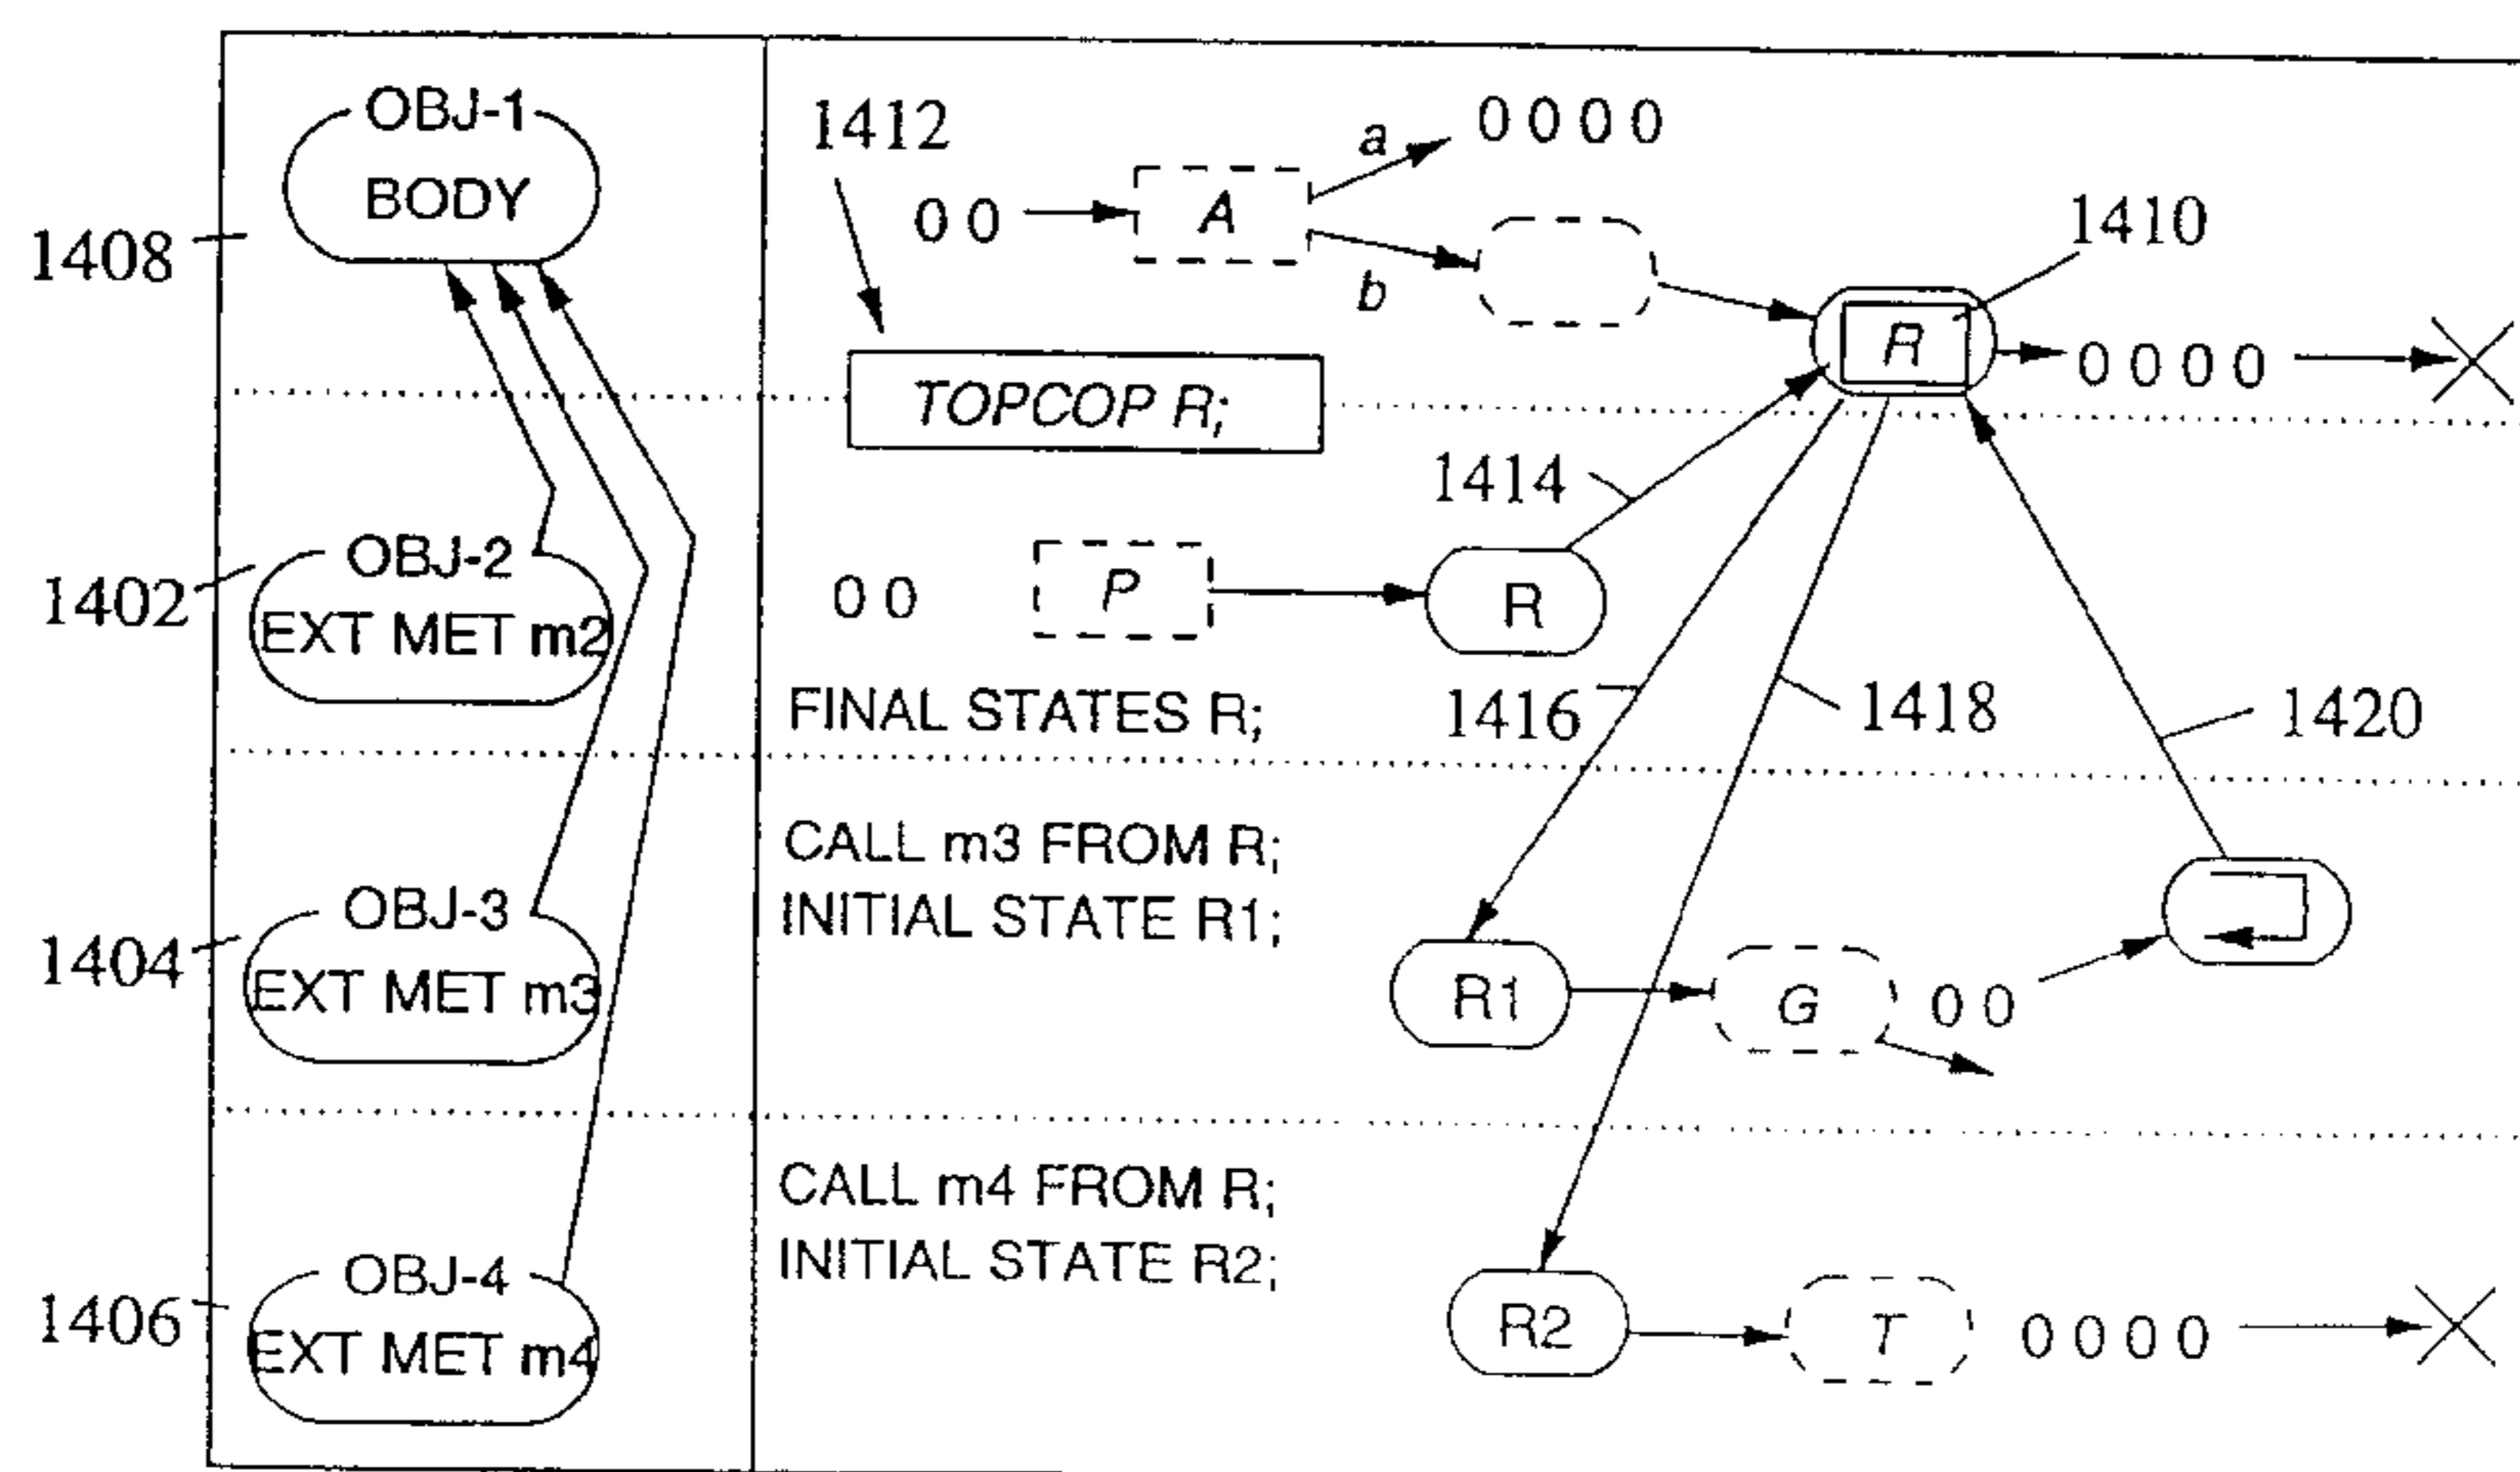 OBJ-1
BODY
1408
1412
0 0
A
a
0 0 0 0
b
1410
R
0 0 0 0
TOPCOP R;
1414
OBJ-2
EXT MET m2
1402
0 0
P
R
FINAL STATES R;
1416
1418
1420
CALL m3 FROM R;
INITIAL STATE R1;
OBJ-3
EXT MET m3
1404
R1
G
0 0
CALL m4 FROM R;
INITIAL STATE R2;
OBJ-4
EXT MET m4
1406
R2
T
0 0 0 0